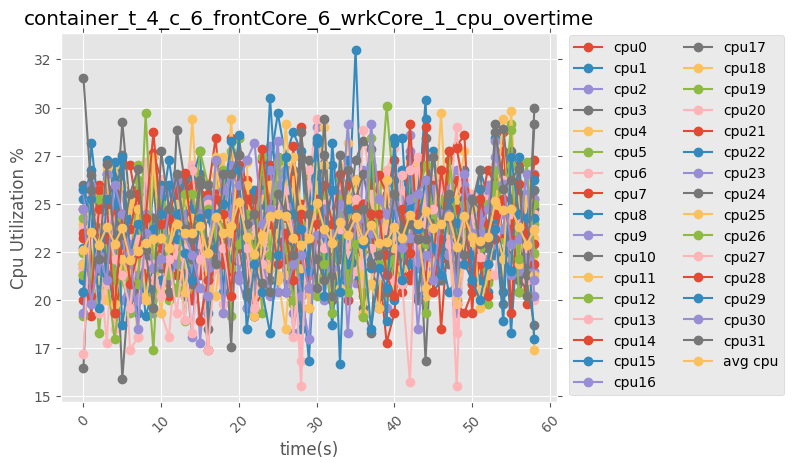 container_t_4_c_6_frontCore_6_wrkCore_1_cpu_overtime
Cpu Utilization %
32
30
27
25
22
20
17
15
0
10
20
30
40
50
60
time(s)
cpu0
cpu1
cpu2
cpu3
cpu4
cpu5
cpu6
cpu7
cpu8
cpu9
cpu10
cpu11
cpu12
cpu13
cpu14
cpu15
cpu16
cpu17
cpu18
cpu19
cpu20
cpu21
cpu22
cpu23
cpu24
cpu25
cpu26
cpu27
cpu28
cpu29
cpu30
cpu31
avg cpu